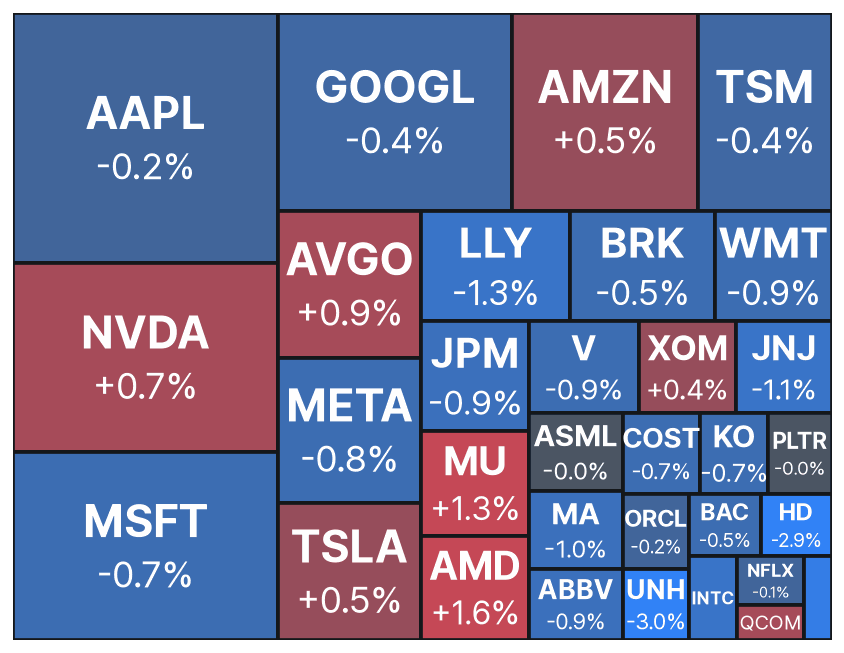 AAPL
-0.2%
GOOGL
-0.4%
AMZN
+0.5%
TSM
-0.4%
NVDA
+0.7%
MSFT
-0.7%
AVGO
+0.9%
META
-0.8%
TSLA
+0.5%
LLY
-1.3%
BRK
-0.5%
WMT
-0.9%
JPM
-0.9%
MU
+1.3%
AMD
+1.6%
V
-0.9%
XOM
+0.4%
JNJ
-1.1%
ASML
-0.0%
COST
-0.7%
KO
-0.7%
PLTR
-0.0%
MA
-1.0%
ORCL
-0.2%
BAC
-0.5%
HD
-2.9%
ABBV
-0.9%
UNH
-3.0%
INTC
NFLX
-0.1%
QCOM